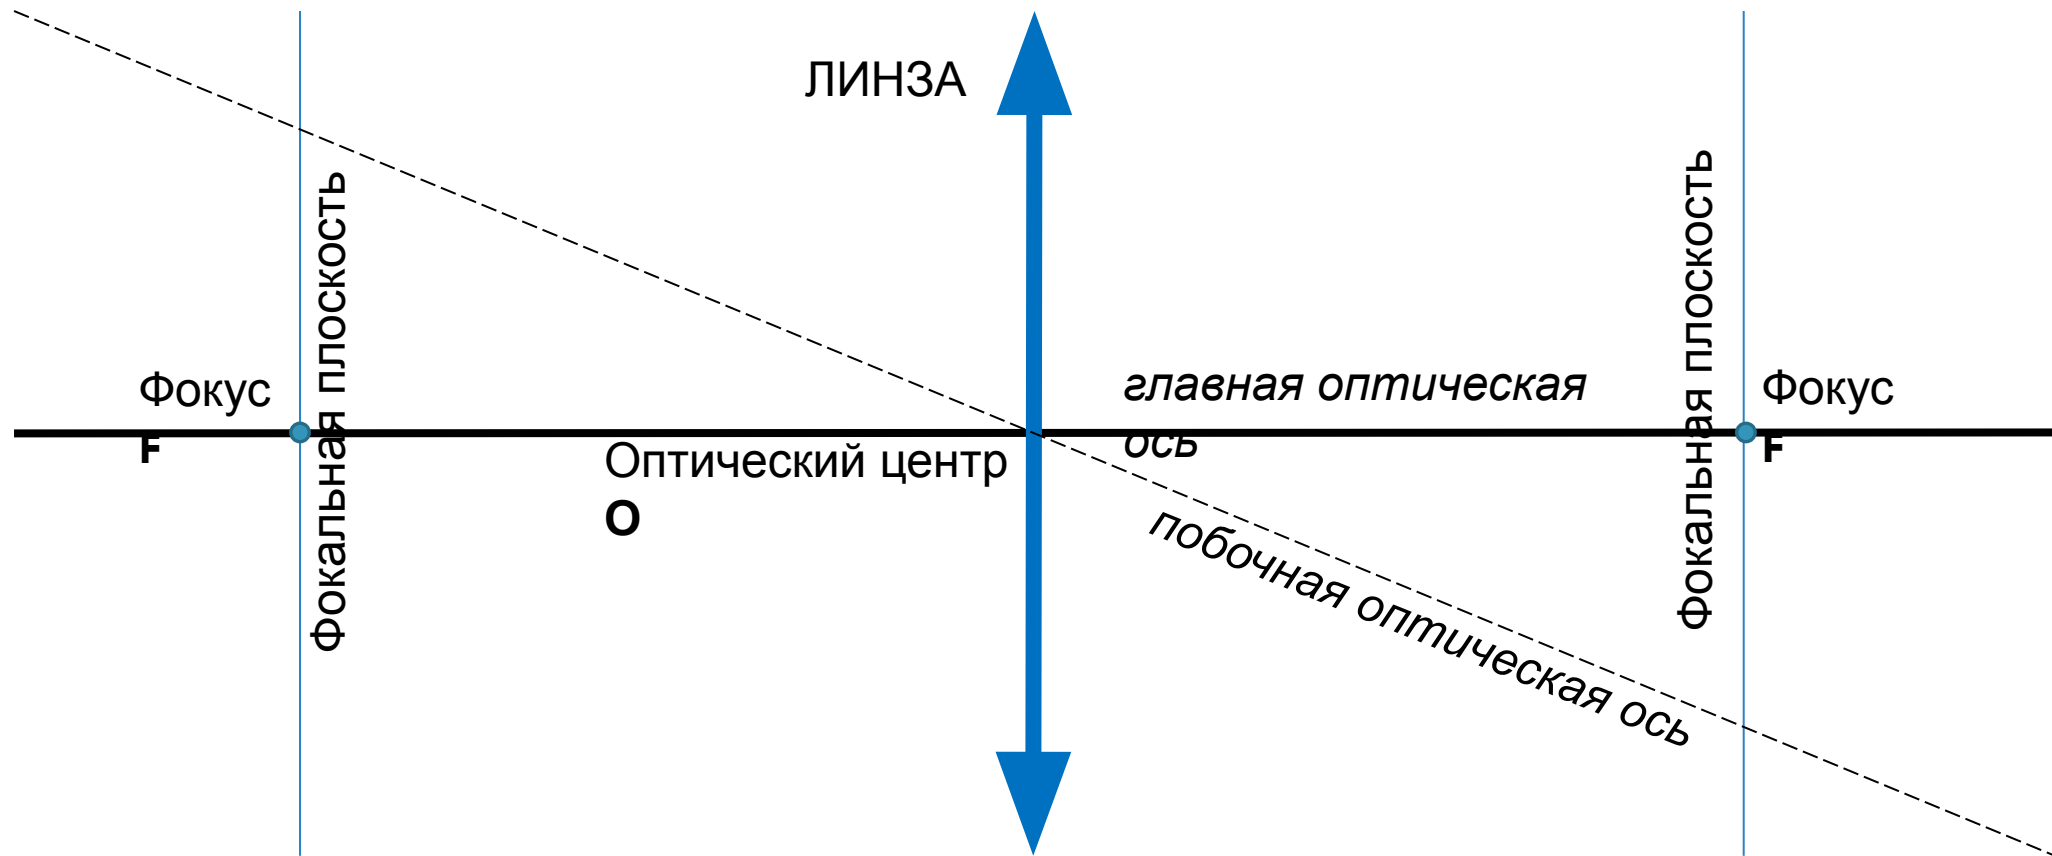 ЛИНЗА
Фокальная плоскость
Фокальная плоскость
Фокус
F
главная оптическая
ось
Фокус
F
Оптический центр
О
побочная оптическая ось